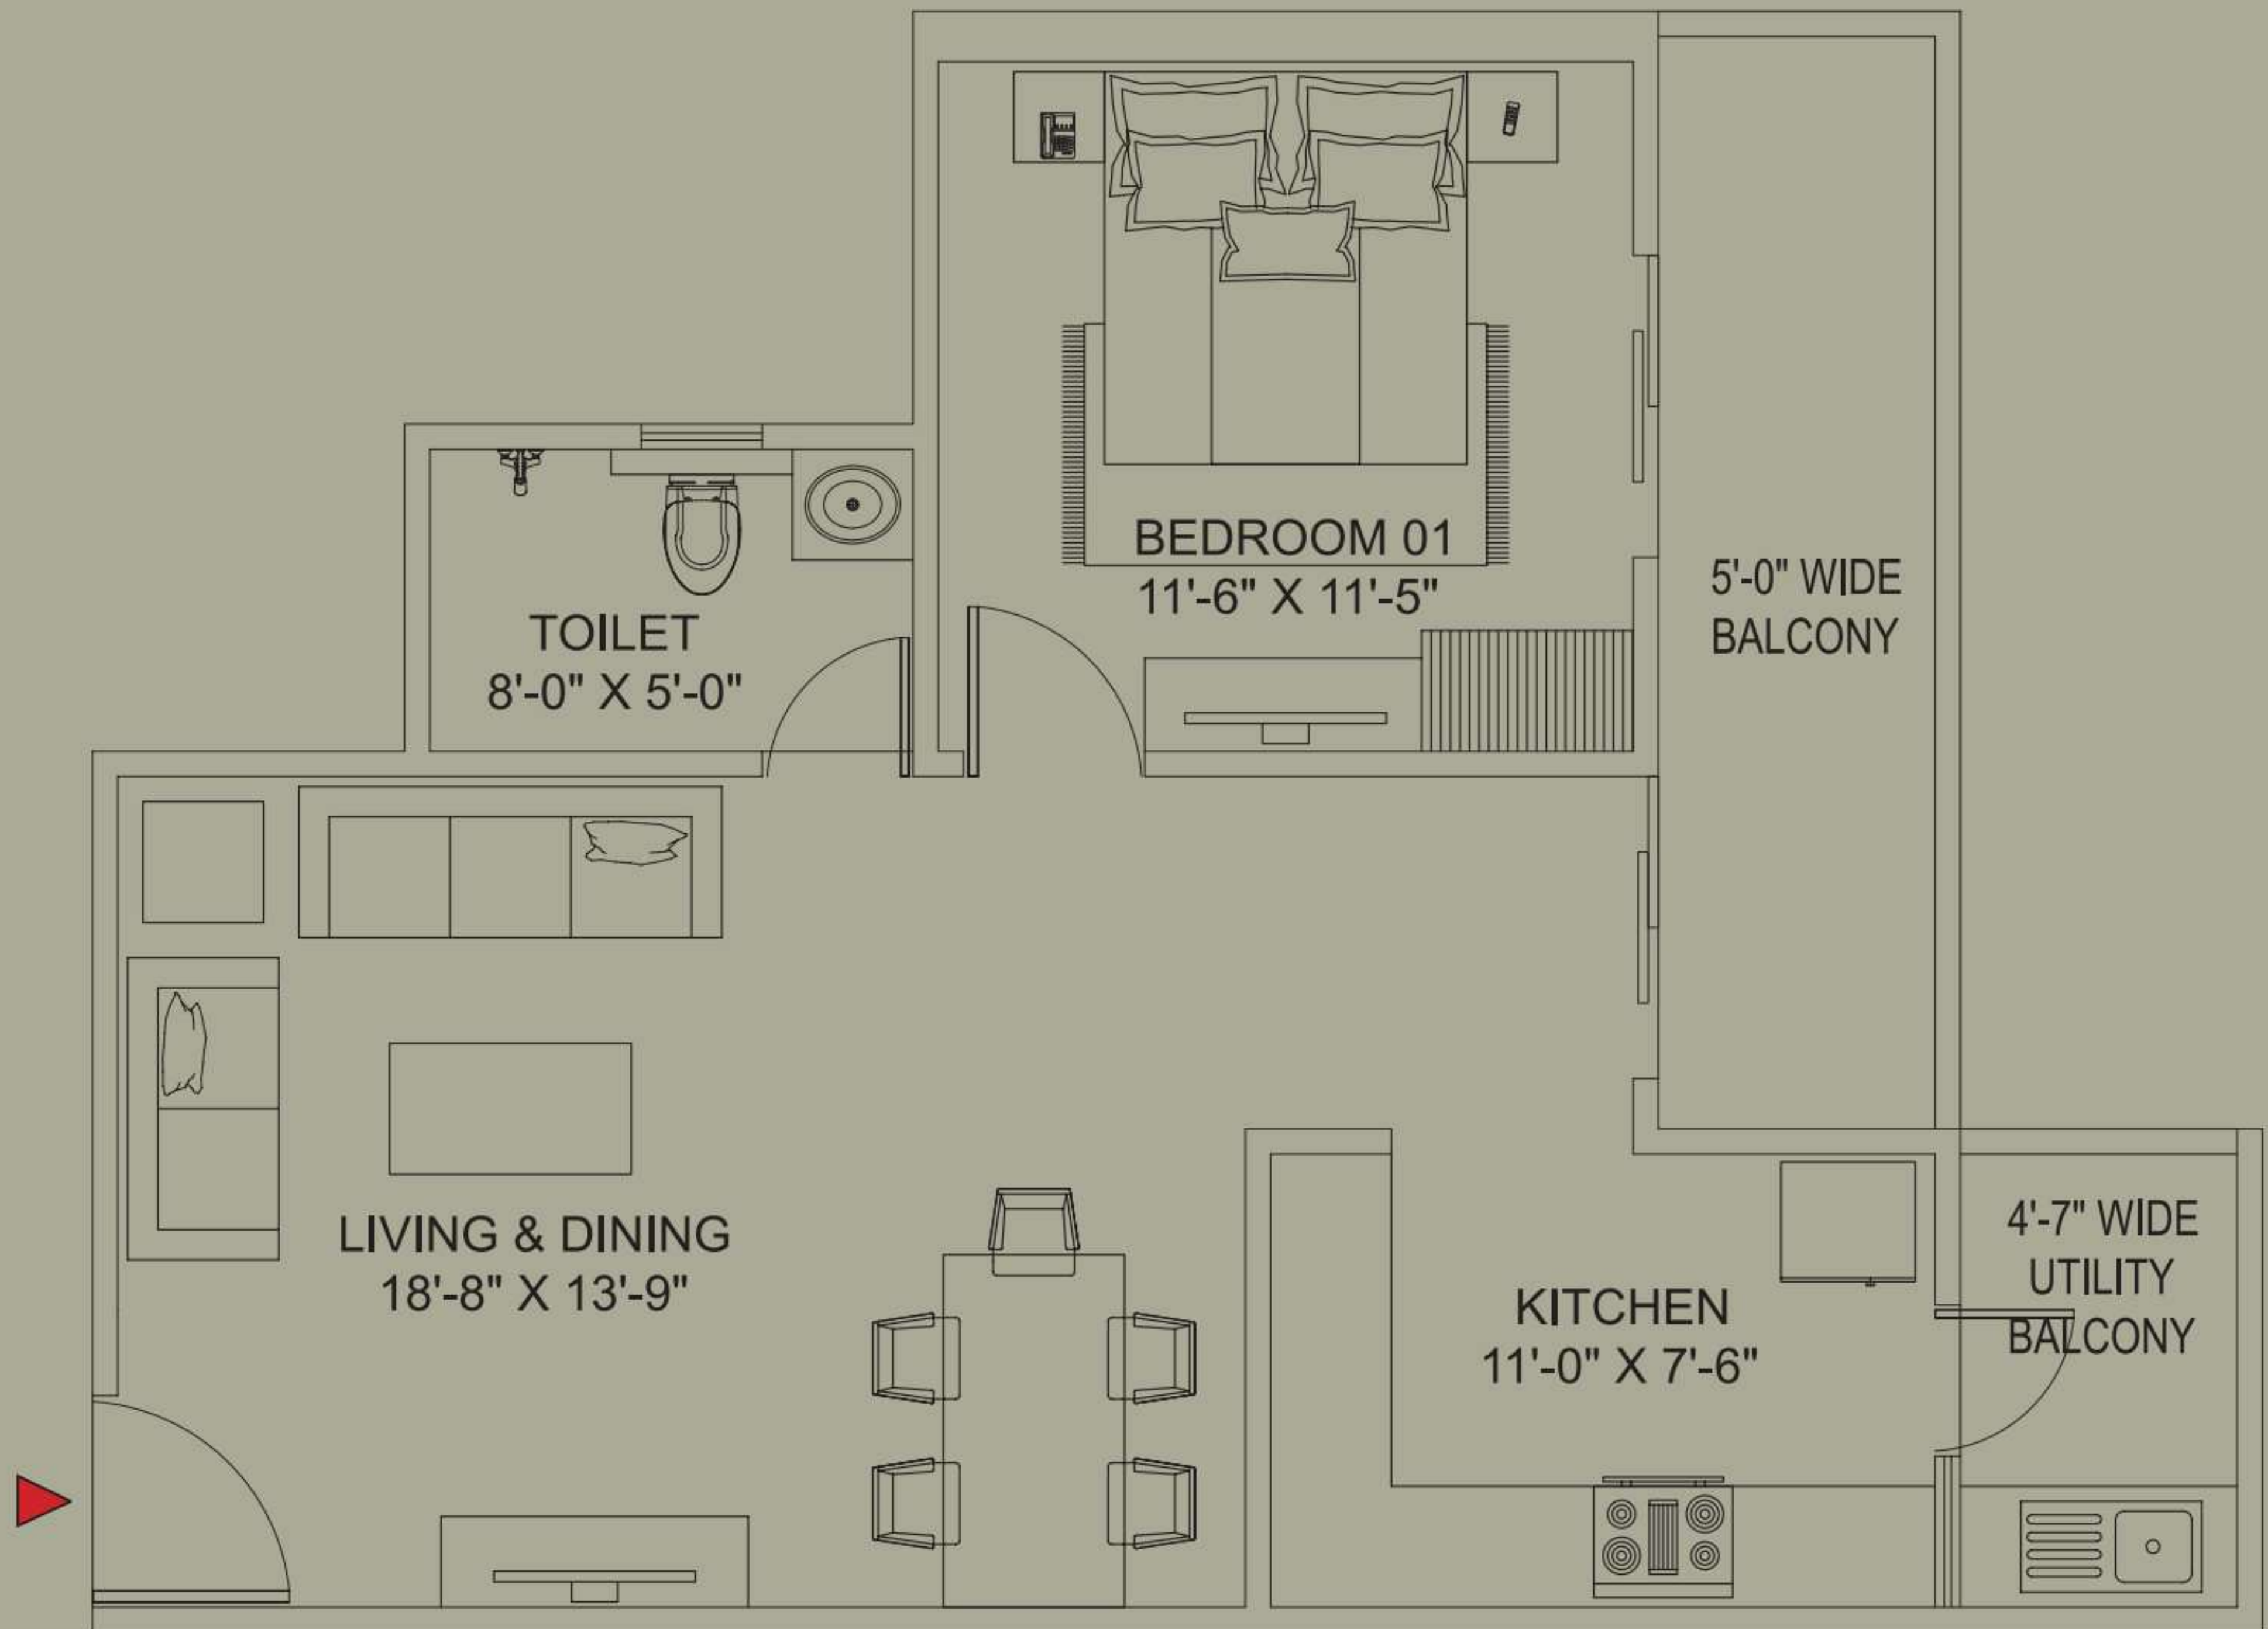 BEDROOM 01
11'-6" X 11'-5"
5'-0" WIDE
BALCONY
TOILET
8'-0" X 5'-0"
LIVING & DINING
18'-8" X 13'-9"
KITCHEN
11'-0" X 7'-6"
4'-7" WIDE
UTILITY
BALCONY